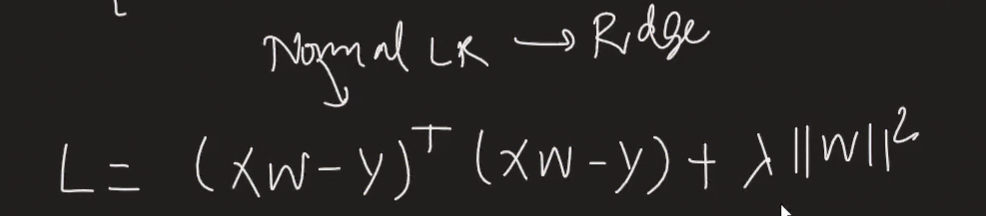 Normal LR → Ridge
L = (XW - y)ᵀ (XW - y) + λ ||W||²